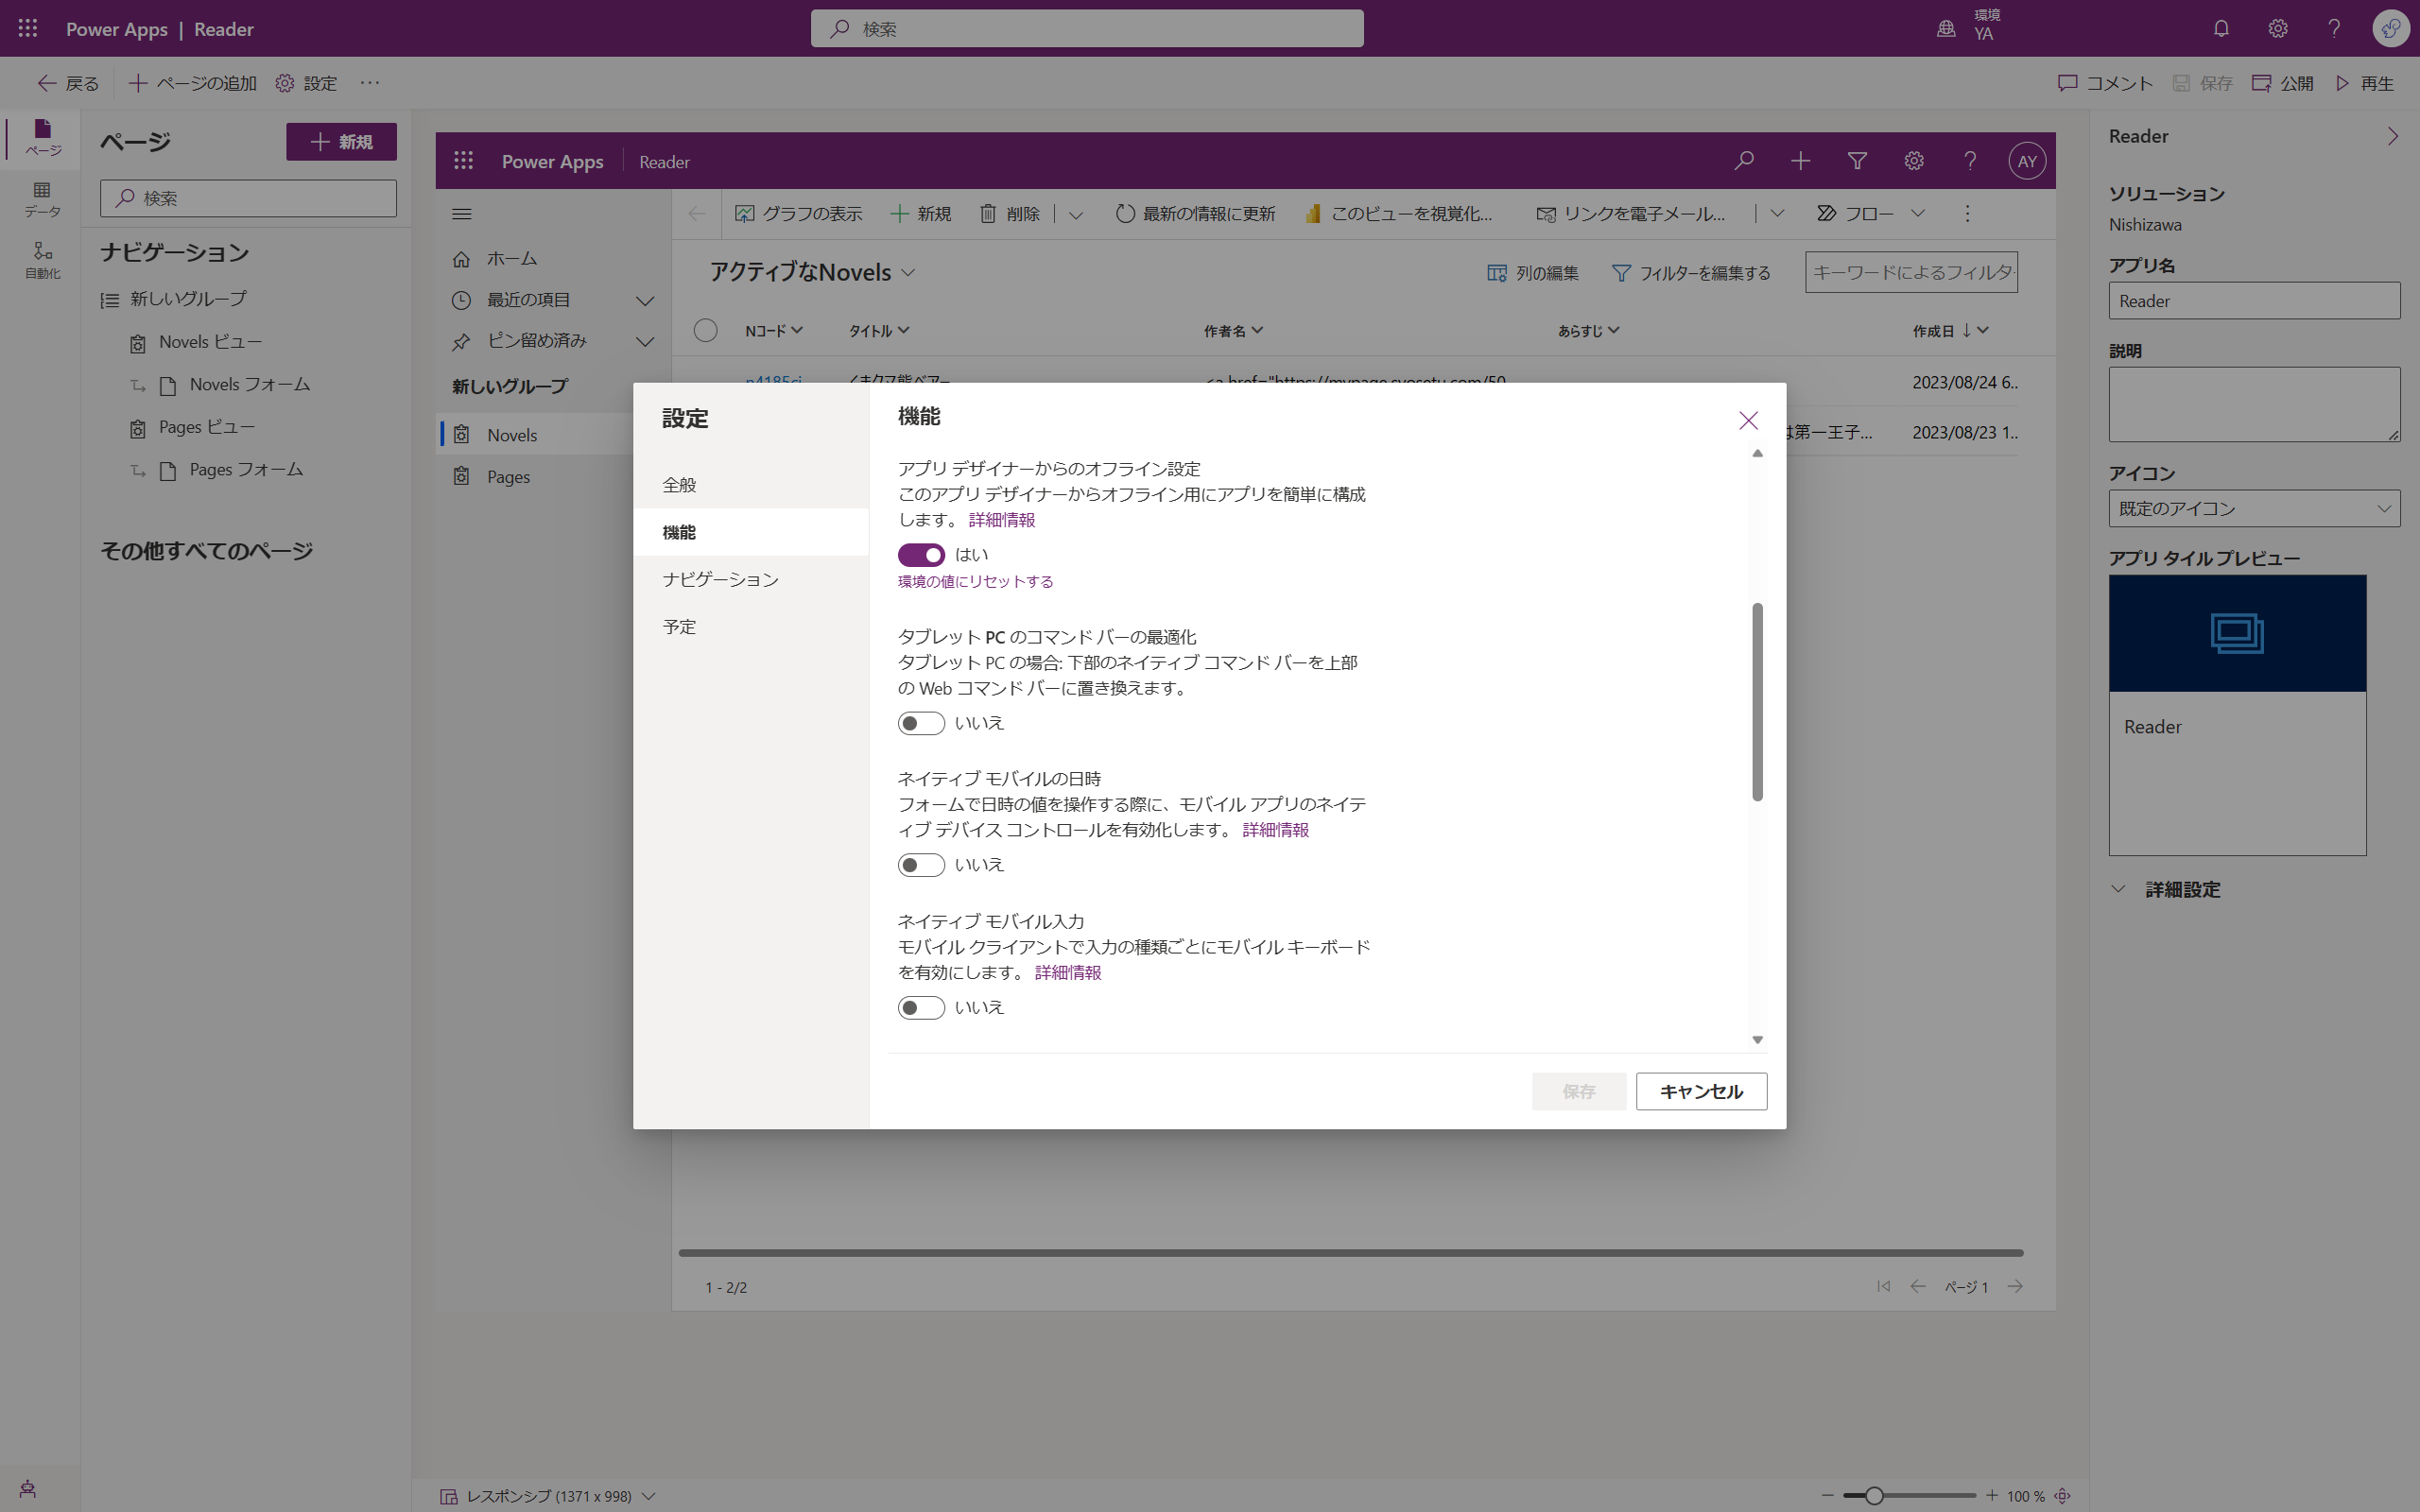 Power Apps | Reader
検索
環境
YA
戻る
ページの追加
設定
コメント
保存
公開
再生
ページ
データ
自動化
ページ
新規
検索
ナビゲーション
新しいグループ
Novels ビュー
Novels フォーム
Pages ビュー
Pages フォーム
その他すべてのページ
Power Apps
Reader
AY
グラフの表示
新規
削除
最新の情報に更新
このビューを視覚化...
リンクを電子メール...
フロー
ホーム
最近の項目
ピン留め済み
新しいグループ
Novels
Pages
アクティブなNovels
列の編集
フィルターを編集する
キーワードによるフィルタ
Nコード
タイトル
作者名
あらすじ
作成日
n4185ci
くまクマ熊ベアー
<a href="https://mypage.syosetu.com/50
2023/08/24 6..
は第一王子...
2023/08/23 1..
設定
全般
機能
ナビゲーション
予定
機能
アプリ デザイナーからのオフライン設定
このアプリ デザイナーからオフライン用にアプリを簡単に構成
します。 詳細情報
はい
環境の値にリセットする
タブレット PC のコマンド バーの最適化
タブレット PC の場合: 下部のネイティブ コマンド バーを上部
の Web コマンド バーに置き換えます。
いいえ
ネイティブ モバイルの日時
フォームで日時の値を操作する際に、モバイル アプリのネイテ
ィブ デバイス コントロールを有効化します。 詳細情報
いいえ
ネイティブ モバイル入力
モバイル クライアントで入力の種類ごとにモバイル キーボード
を有効にします。 詳細情報
いいえ
保存
キャンセル
1 - 2/2
ページ 1
レスポンシブ (1371 x 998)
100 %
Reader
ソリューション
Nishizawa
アプリ名
Reader
説明
アイコン
既定のアイコン
アプリ タイル プレビュー
Reader
詳細設定